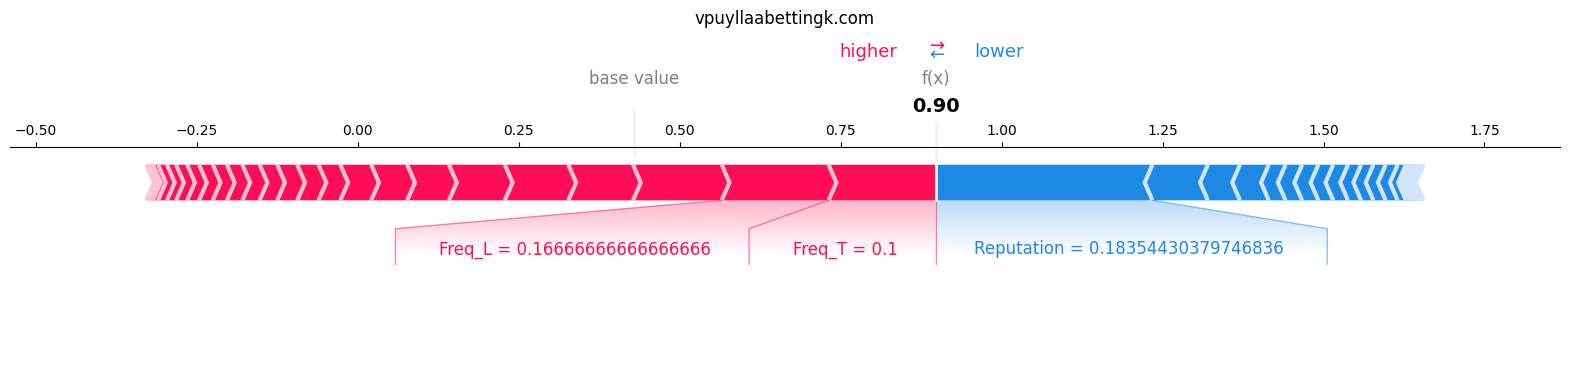 vpuyllaabettingk.com
higher → ← lower
base value f(x)
0.90
−0.50 −0.25 0.00 0.25 0.50 0.75 1.00 1.25 1.50 1.75
Freq_L = 0.16666666666666666 Freq_T = 0.1 Reputation = 0.18354430379746836